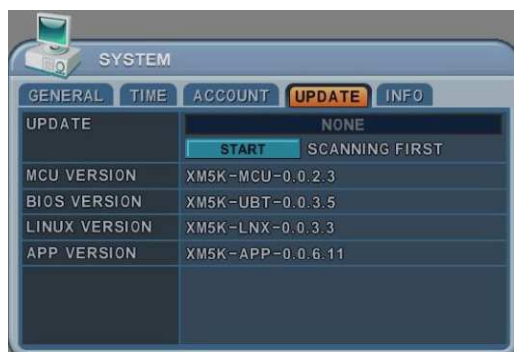 SYSTEM
GENERAL TIME ACCOUNT UPDATE INFO
UPDATE NONE
START SCANNING FIRST
MCU VERSION XM5K-MCU-0.0.2.3
BIOS VERSION XM5K-UBT-0.0.3.5
LINUX VERSION XM5K-LNX-0.0.3.3
APP VERSION XM5K-APP-0.0.6.11